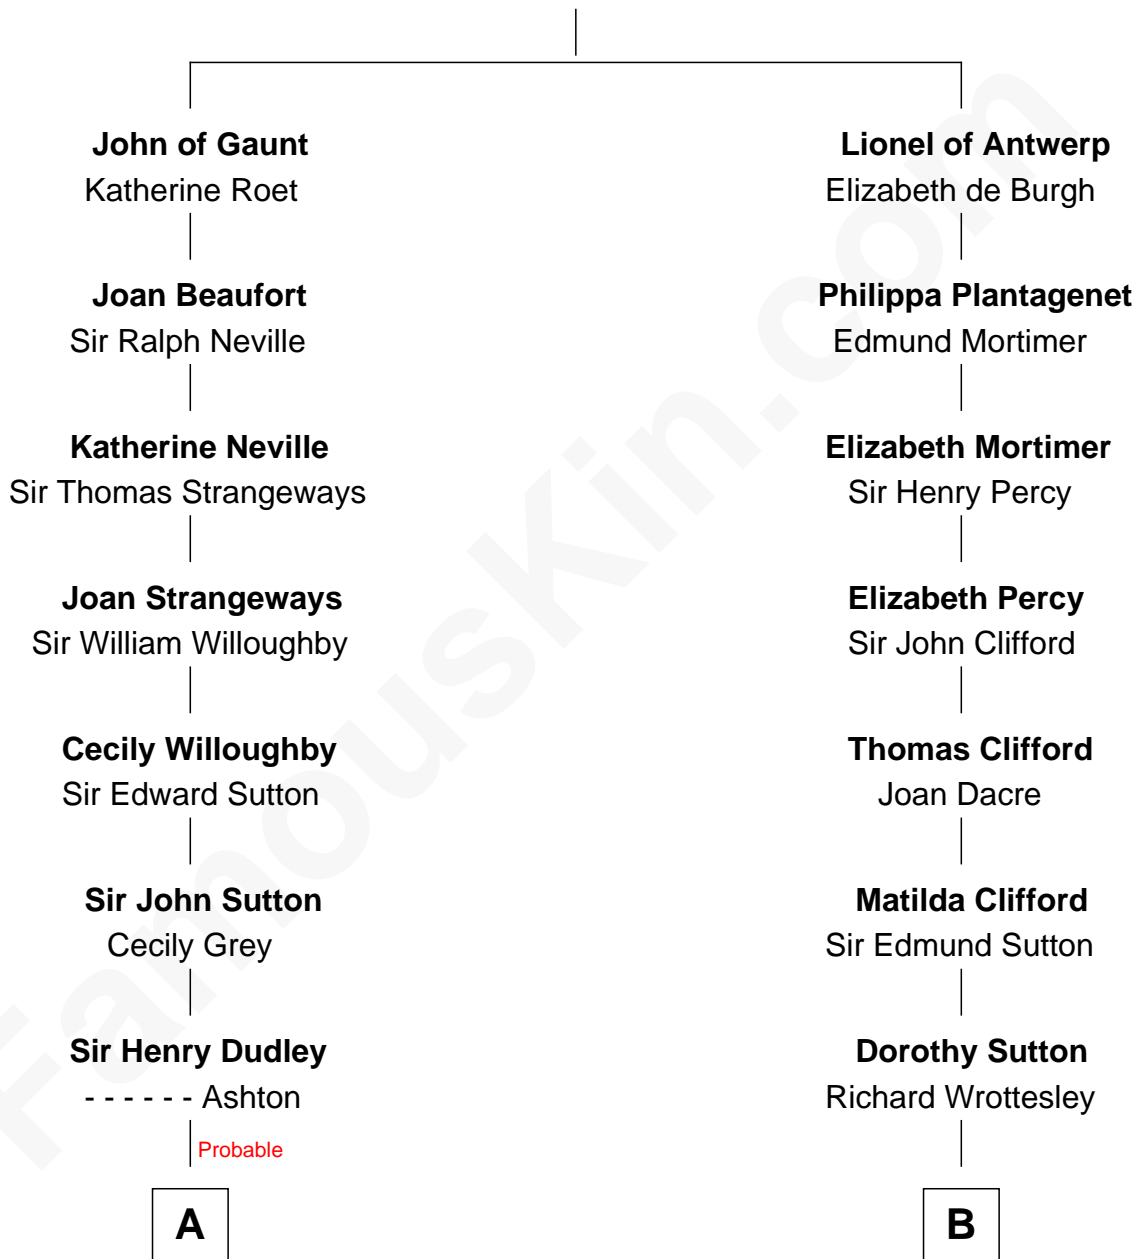 John of Gaunt
Katherine Roet
Joan Beaufort
Sir Ralph Neville
Katherine Neville
Sir Thomas Strangeways
Joan Strangeways
Sir William Willoughby
Cecily Willoughby
Sir Edward Sutton
Sir John Sutton
Cecily Grey
Sir Henry Dudley
- - - - - - Ashton
Probable
A
Lionel of Antwerp
Elizabeth de Burgh
Philippa Plantagenet
Edmund Mortimer
Elizabeth Mortimer
Sir Henry Percy
Elizabeth Percy
Sir John Clifford
Thomas Clifford
Joan Dacre
Matilda Clifford
Sir Edmund Sutton
Dorothy Sutton
Richard Wrottesley
B
FamousKin.com